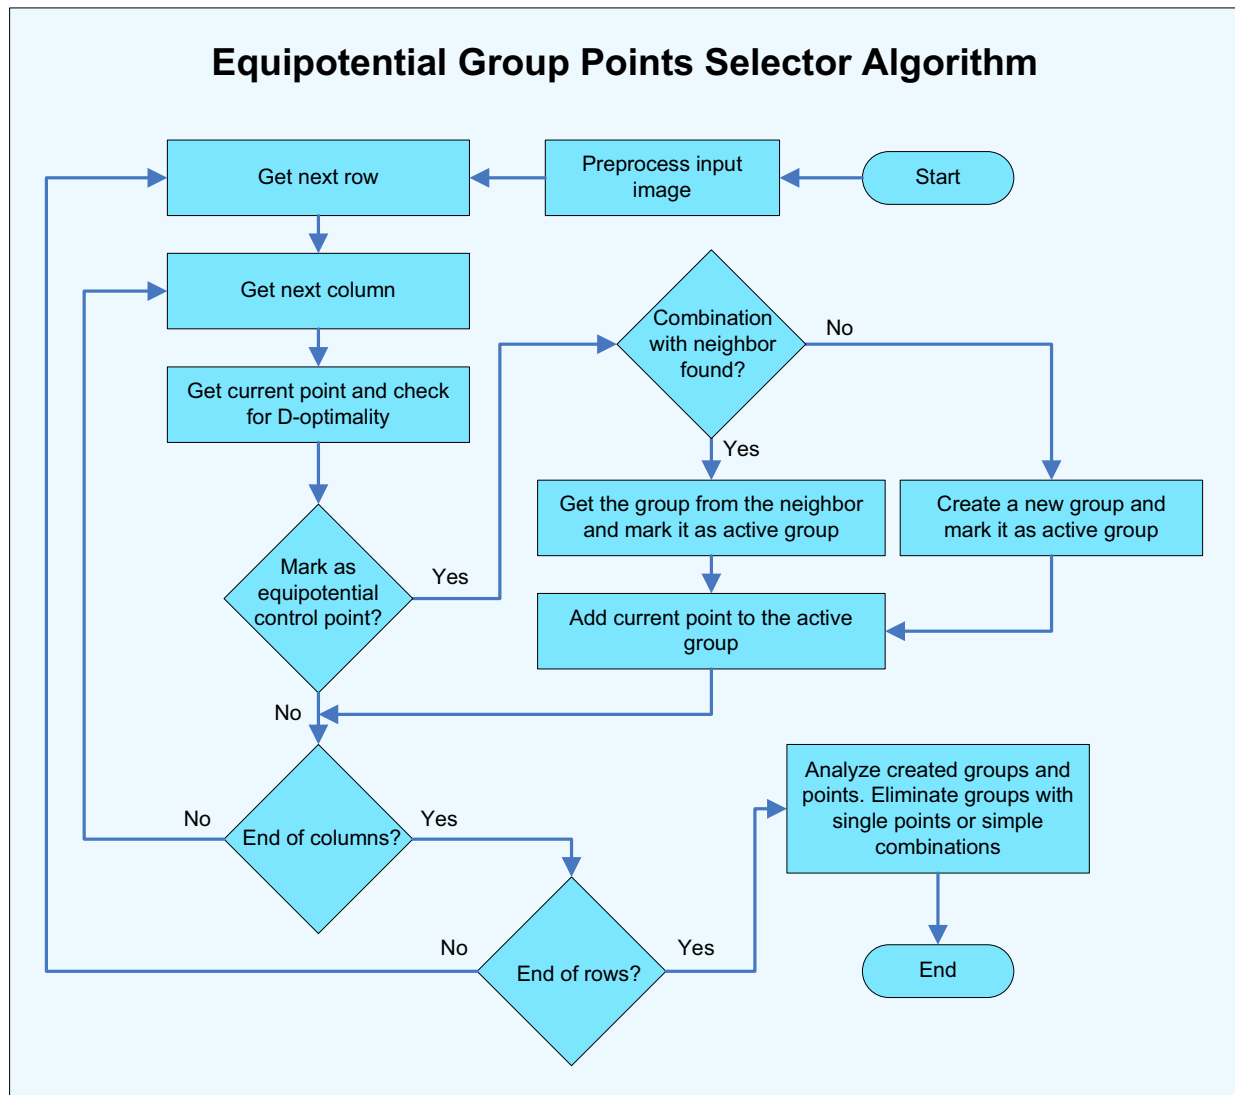 Equipotential Group Points Selector Algorithm
Start
Preprocess input
image
Get next row
Get next column
Get current point and check
for D-optimality
Mark as
equipotential
control point?
Yes
No
Combination
with neighbor
found?
No
Yes
Get the group from the neighbor
and mark it as active group
Create a new group and
mark it as active group
Add current point to the active
group
End of columns?
No
Yes
End of rows?
No
Yes
Analyze created groups and
points. Eliminate groups with
single points or simple
combinations
End